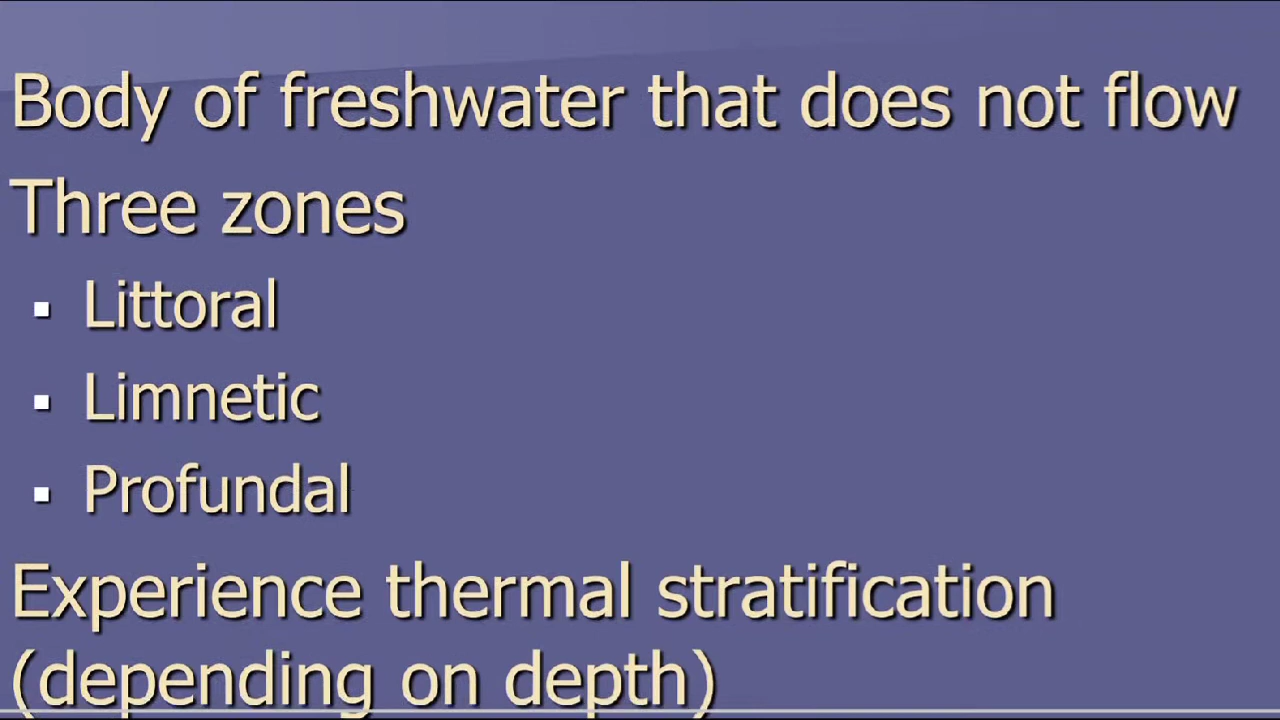 Body of freshwater that does not flow
Three zones
▪ Littoral
▪ Limnetic
▪ Profundal
Experience thermal stratification
(depending on depth)